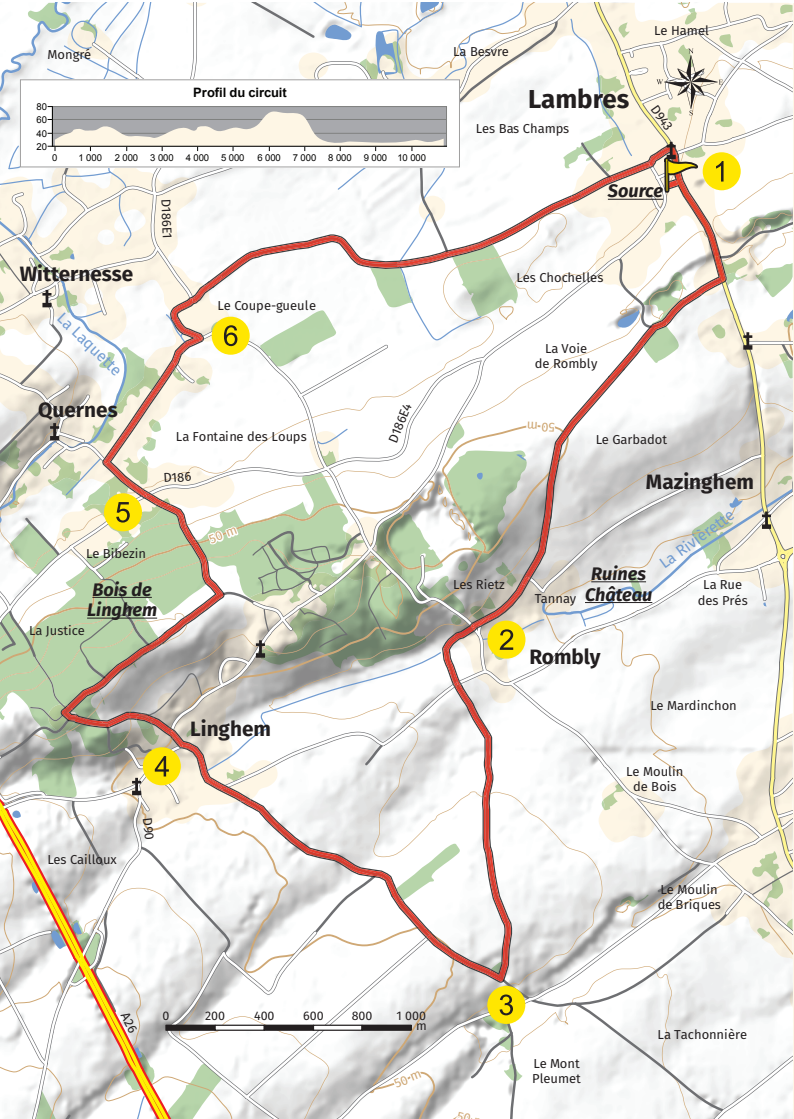 Mongré
La Besvre
Le Hamel
N
W
E
S
Profil du circuit
80
60
40
20
0
1 000
2 000
3 000
4 000
5 000
6 000
7 000
8 000
9 000
10 000
Lambres
D943
Les Bas Champs
1
Source
D186E1
Witternesse
Les Chochelles
Le Coupe-gueule
La Laquette
6
La Voie
de Rombly
Quernes
D186E4
La Fontaine des Loups
50 m
Le Garbadot
D186
Mazinghem
5
50 m
La Rivièrette
Le Bibezin
Bois de
Linghem
Les Rietz
Ruines
Château
Tannay
La Rue
des Prés
La Justice
2
Rombly
Le Mardinchon
Linghem
4
Le Moulin
de Bois
D90
Les Cailloux
Le Moulin
de Briques
3
A26
0
200
400
600
800
1 000
m
La Tachonnière
Le Mont
Pleumet
50 m
50 m